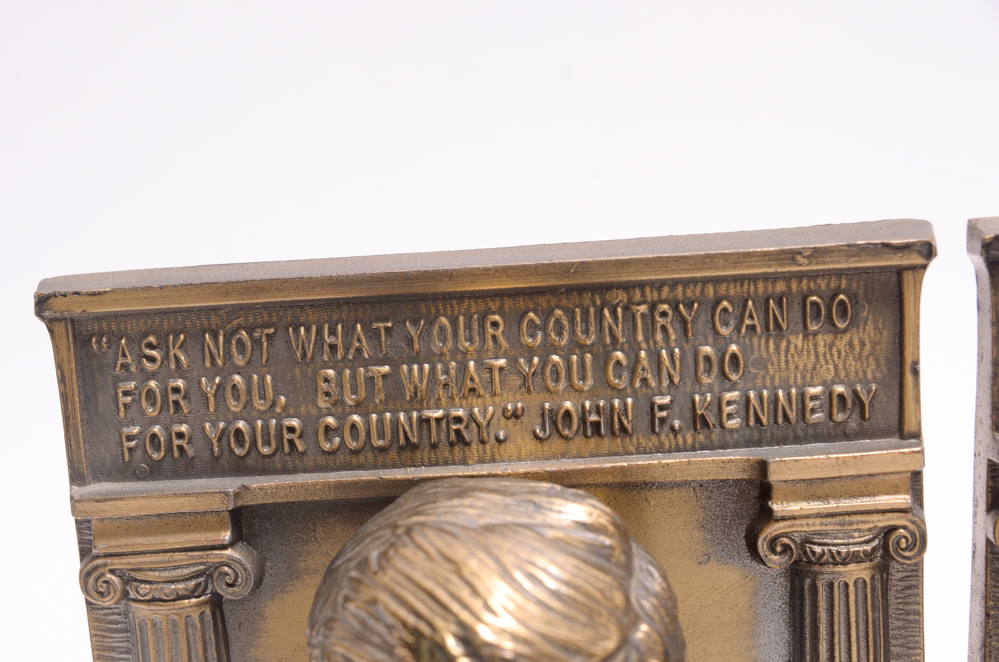 “ASK NOT WHAT YOUR COUNTRY CAN DO
FOR YOU, BUT WHAT YOU CAN DO
FOR YOUR COUNTRY.” JOHN F. KENNEDY